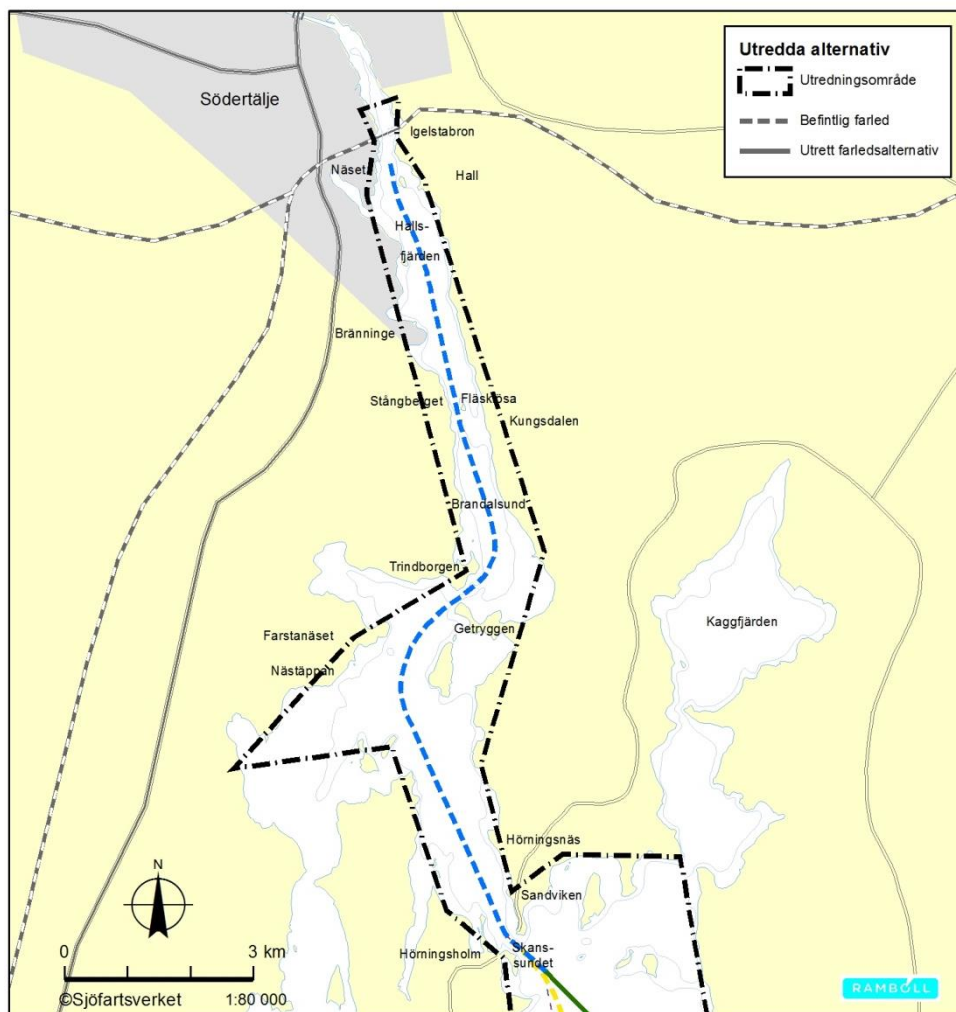 Utredda alternativ
Utredningsområde
Befintlig farled
Utrett farledsalternativ
Södertälje
Igelstabron
Näset
Hall
Halls-
fjärden
Bränninge
Stångberget
Fläsklösa
Kungsdalen
Brandalsund
Trindborgen
Getryggen
Farstanäset
Nästäppan
Kaggfjärden
Hörningsnäs
Sandviken
Hörningsholm
Skans-
sundet
N
0 3 km
©Sjöfartsverket 1:80 000
RAMBOLL